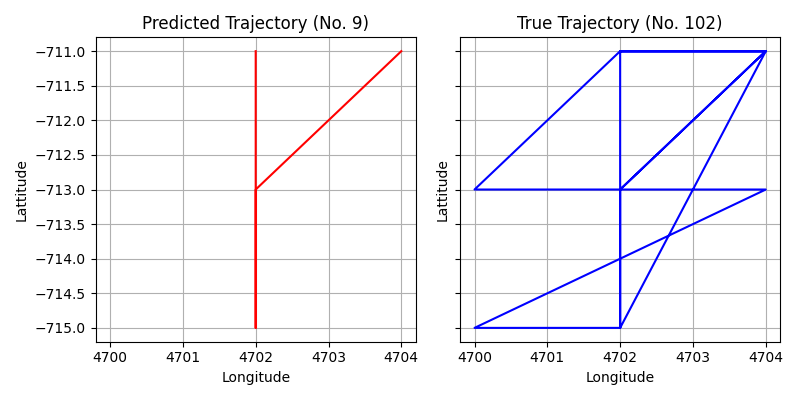 Predicted Trajectory (No. 9)
True Trajectory (No. 102)
Lattitude
−711.0
−711.5
−712.0
−712.5
−713.0
−713.5
−714.0
−714.5
−715.0
4700 4701 4702 4703 4704
Longitude
Lattitude
4700 4701 4702 4703 4704
Longitude